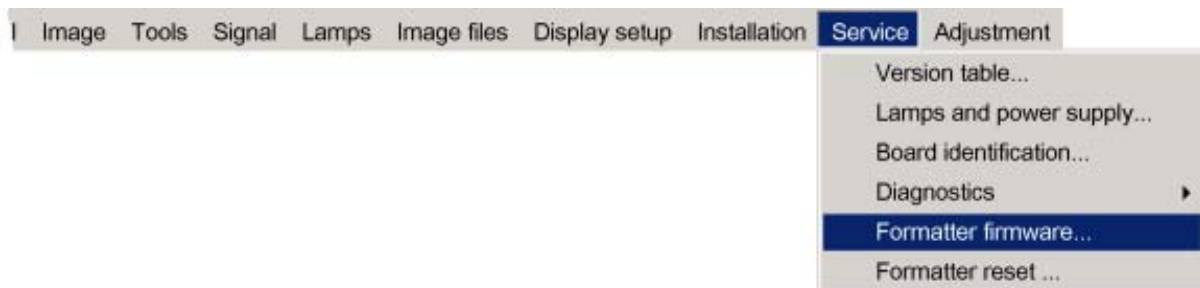 Image Tools Signal Lamps Image files Display setup Installation Service Adjustment
Version table...
Lamps and power supply...
Board identification...
Diagnostics
Formatter firmware...
Formatter reset ...